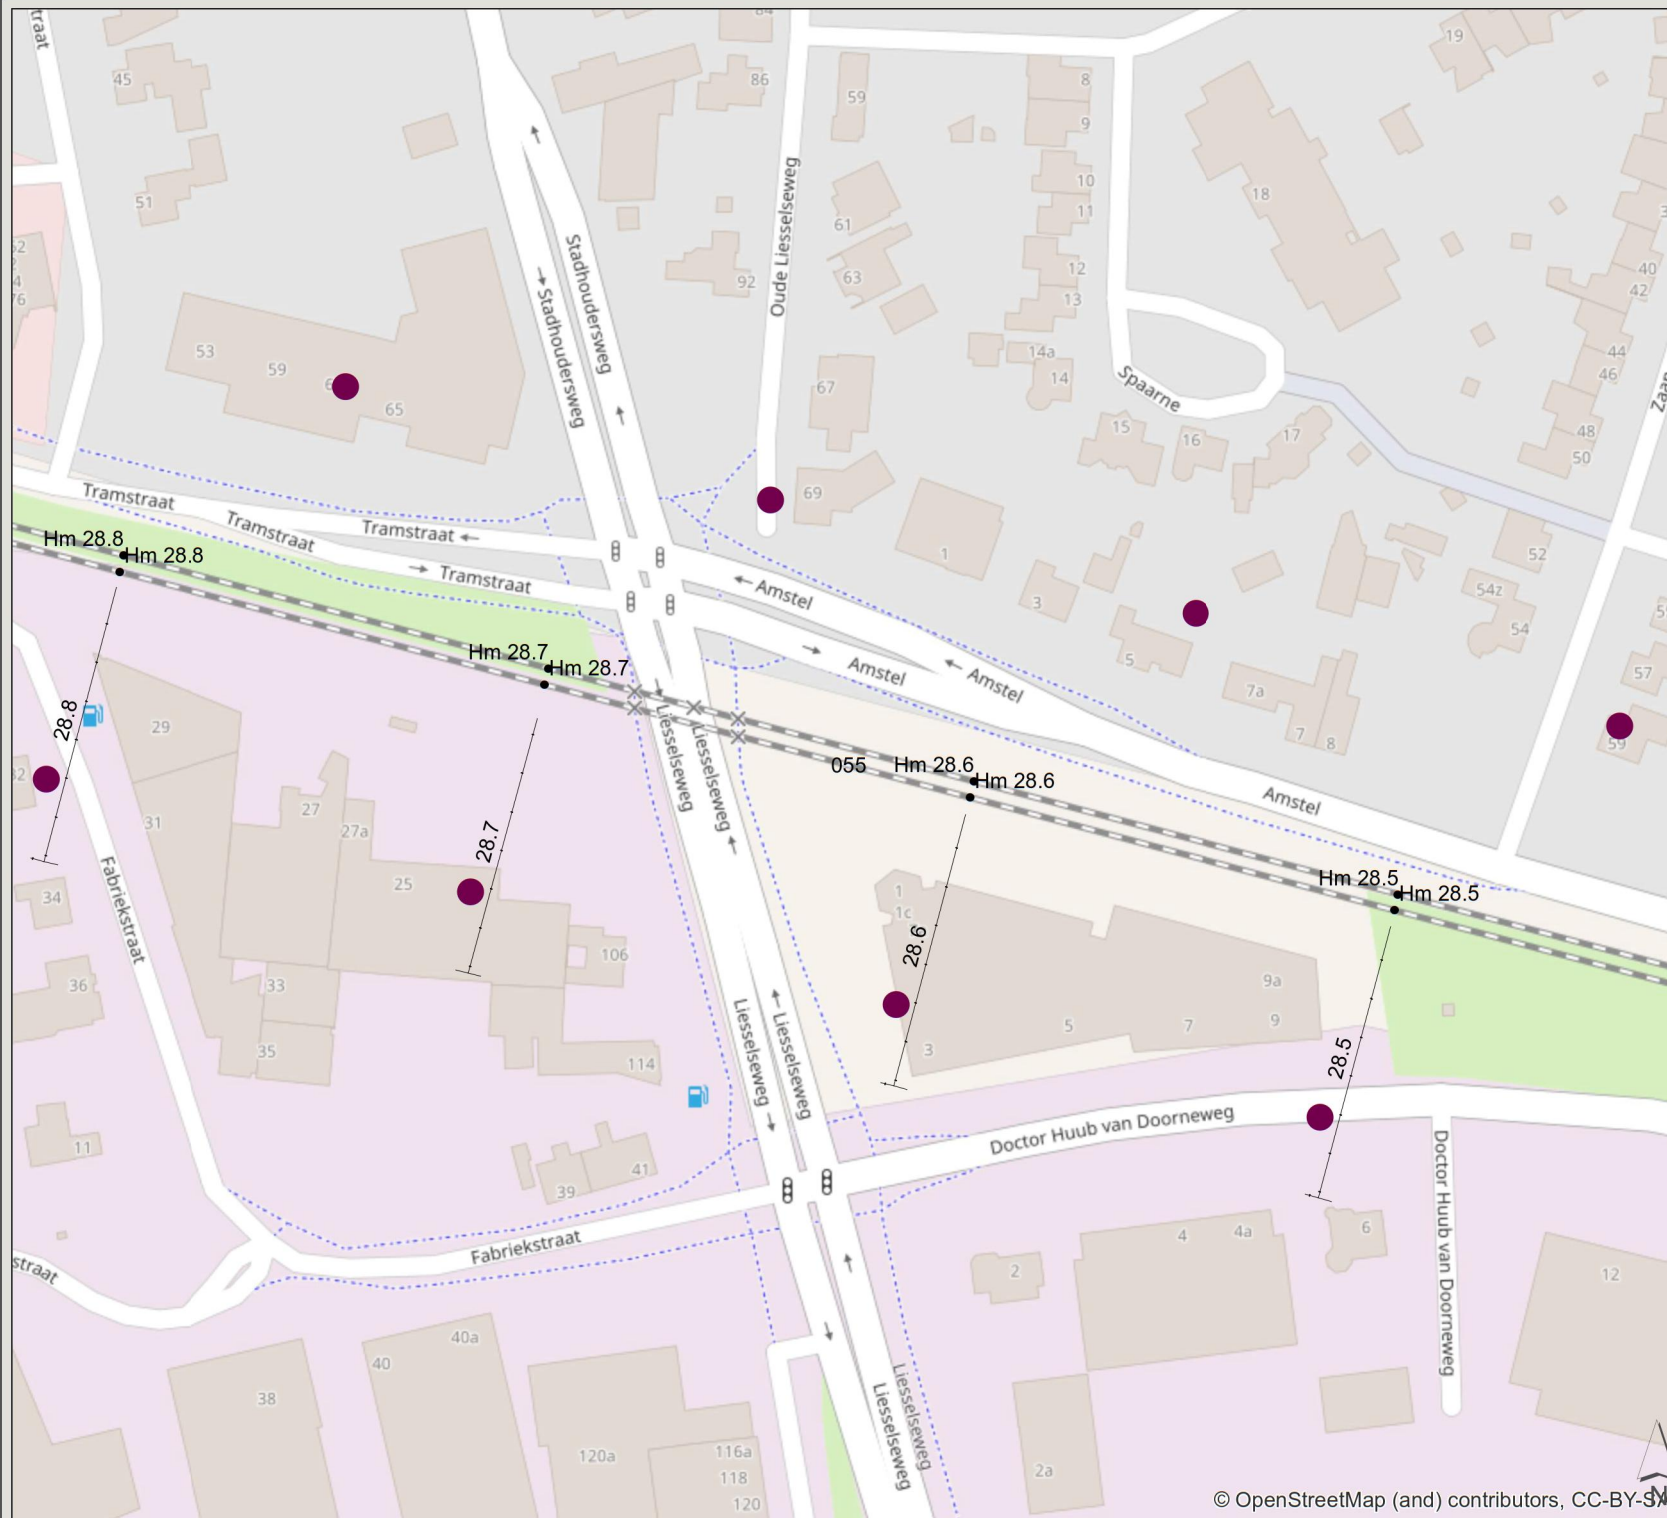 traat
45
51
84
86
59
8
9
19
10
11
18
61
63
92
12
13
Oude Liesselseweg
Stadhoudersweg
Stadhoudersweg
40
42
44
46
48
50
53
59
65
67
69
14a
14
Spaarne
15
16
17
Zaan
Tramstraat
Tramstraat
Tramstraat
Tramstraat
Hm 28.8
Hm 28.8
Amstel
Amstel
Amstel
Amstel
1
3
5
7a
7
8
52
54z
54
57
59
Hm 28.7
Hm 28.7
055
Hm 28.6
Hm 28.6
Hm 28.5
Hm 28.5
28.8
28.7
28.6
28.5
29
31
27
27a
25
33
35
34
36
11
106
114
39
41
Liesselseweg
Liesselseweg
Liesselseweg
Liesselseweg
Fabriekstraat
Fabriekstraat
straat
1
1c
3
5
7
9
9a
Doctor Huub van Doorneweg
Doctor Huub van Doorneweg
2
4
4a
6
12
2a
38
40
40a
120a
116a
118
120
Liesselseweg
Liesselseweg
© OpenStreetMap (and) contributors, CC-BY-SA
N